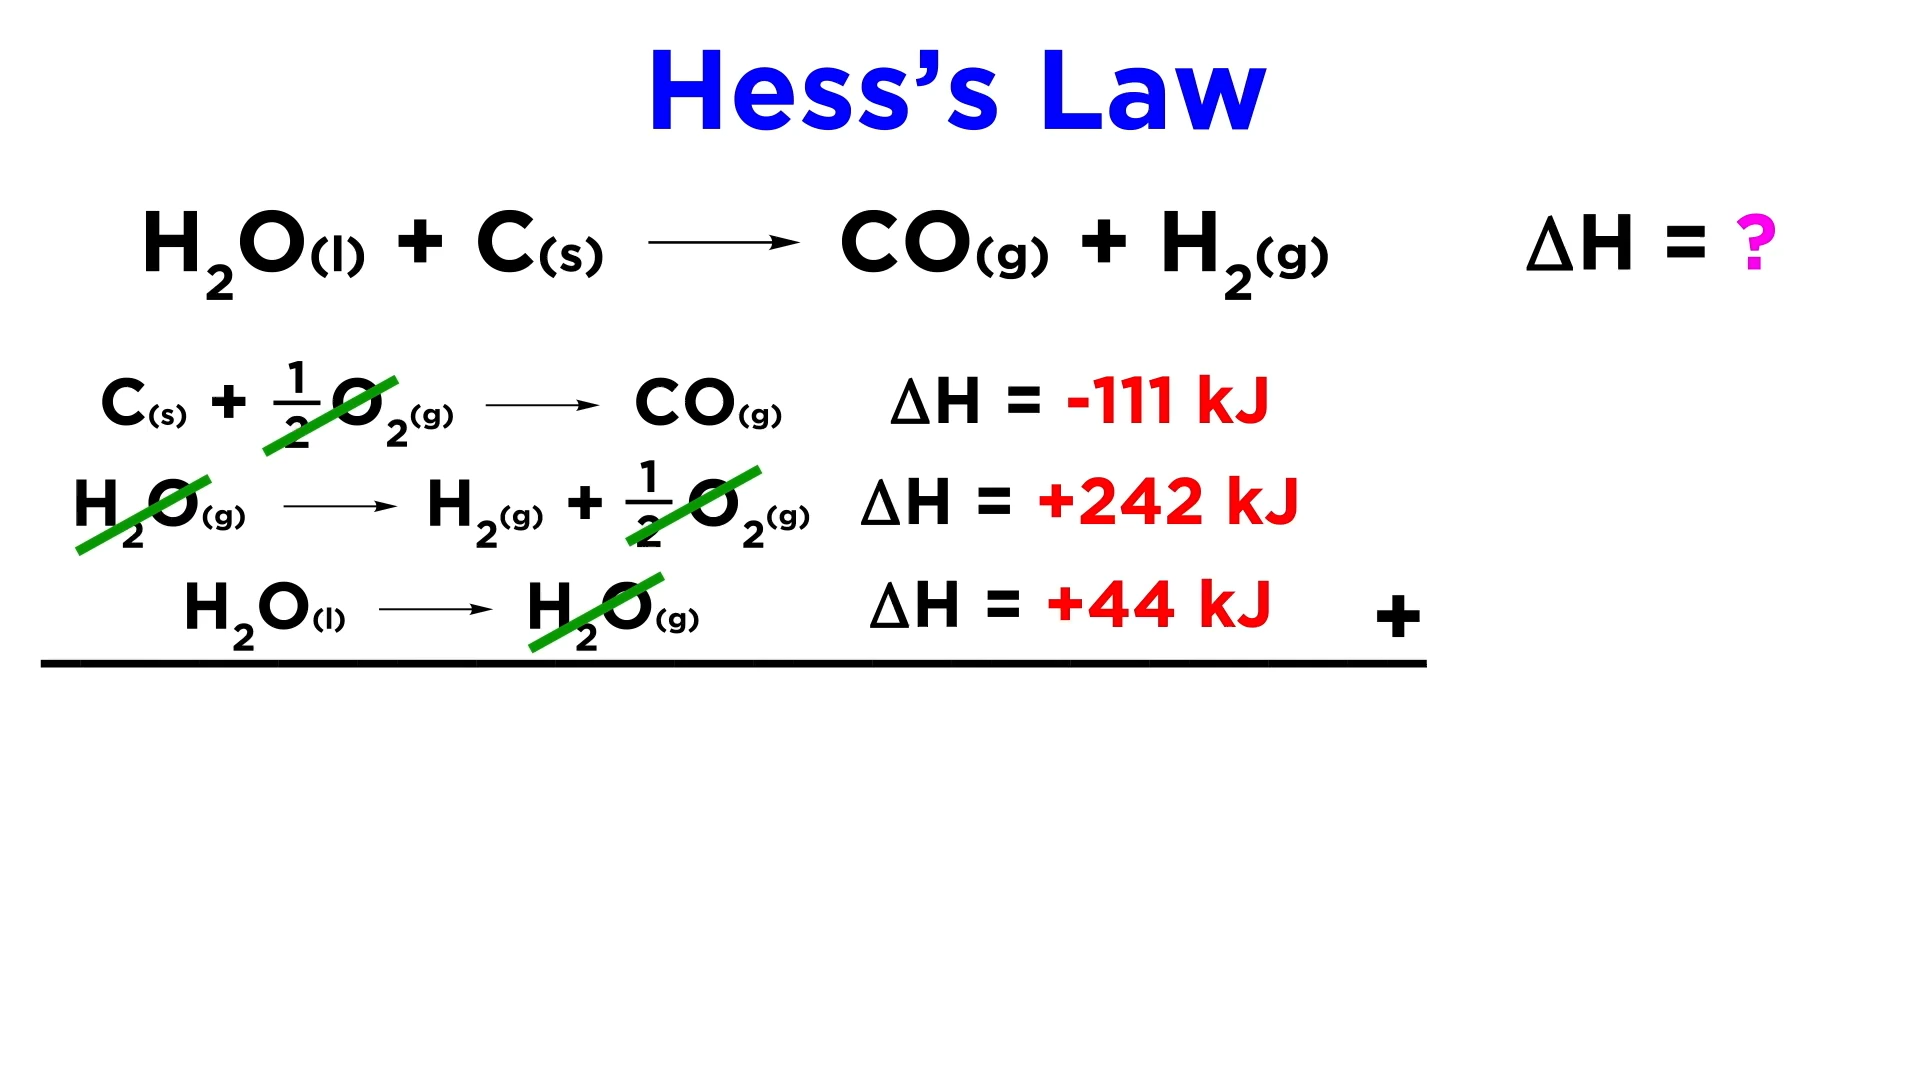 Hess’s Law
H₂O(l) + C(s) ⟶ CO(g) + H₂(g) ΔH = ?
C(s) + 1/2 O₂(g) ⟶ CO(g) ΔH = -111 kJ
H₂O(g) ⟶ H₂(g) + 1/2 O₂(g) ΔH = +242 kJ
H₂O(l) ⟶ H₂O(g) ΔH = +44 kJ +